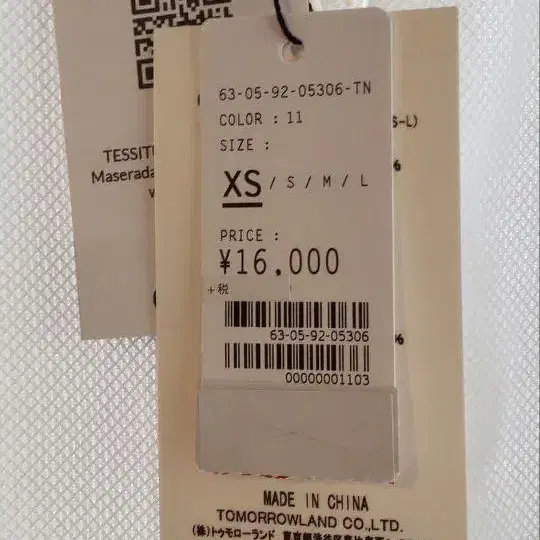 63-05-92-05306-TN
COLOR : 11
SIZE :
XS / S / M / L
PRICE :
¥16,000
+税
63-05-92-05306
00000001103
TESSIT
Maserada
S-L)
MADE IN CHINA
TOMORROWLAND CO.,LTD.
(株)トゥモローランド